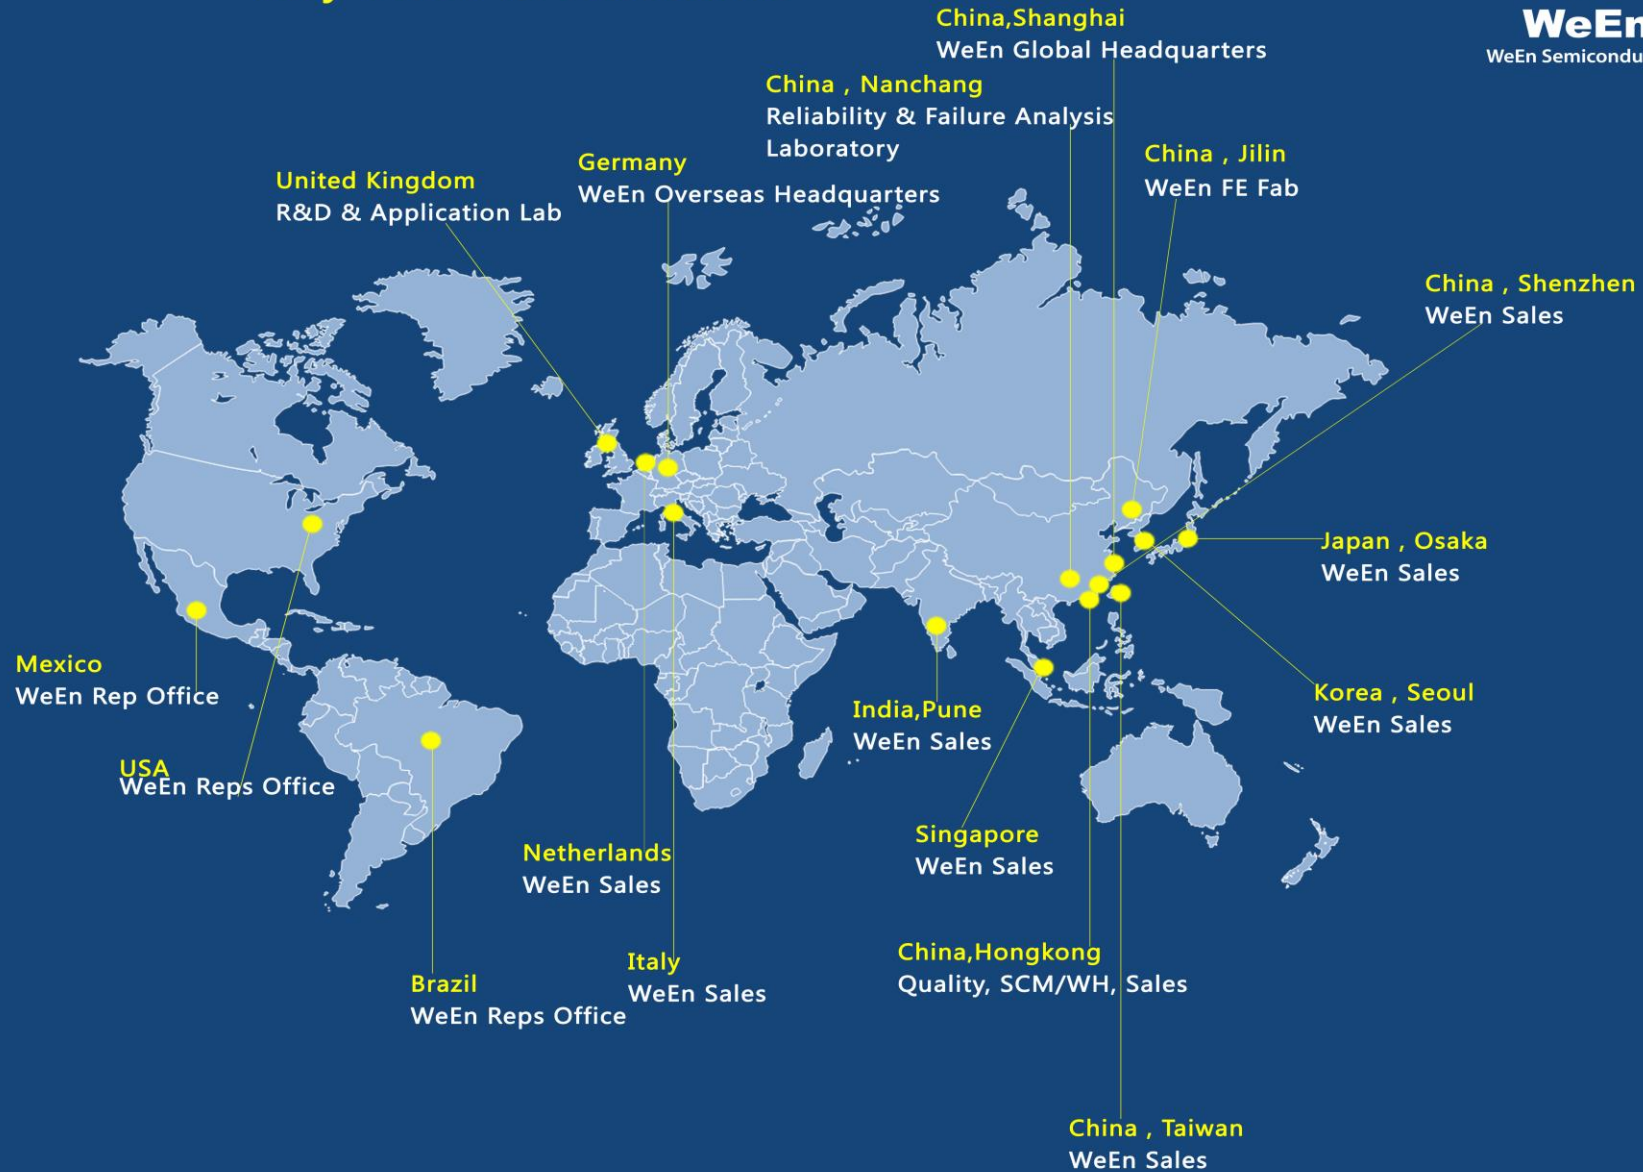 China,Shanghai
WeEn Global Headquarters
WeEn
WeEn Semicondu
China , Nanchang
Reliability & Failure Analysis
Laboratory
China , Jilin
WeEn FE Fab
Germany
WeEn Overseas Headquarters
United Kingdom
R&D & Application Lab
China , Shenzhen
WeEn Sales
Japan , Osaka
WeEn Sales
Mexico
WeEn Rep Office
Korea , Seoul
WeEn Sales
India,Pune
WeEn Sales
USA
WeEn Reps Office
Singapore
WeEn Sales
Netherlands
WeEn Sales
China,Hongkong
Quality, SCM/WH, Sales
Italy
WeEn Sales
Brazil
WeEn Reps Office
China , Taiwan
WeEn Sales